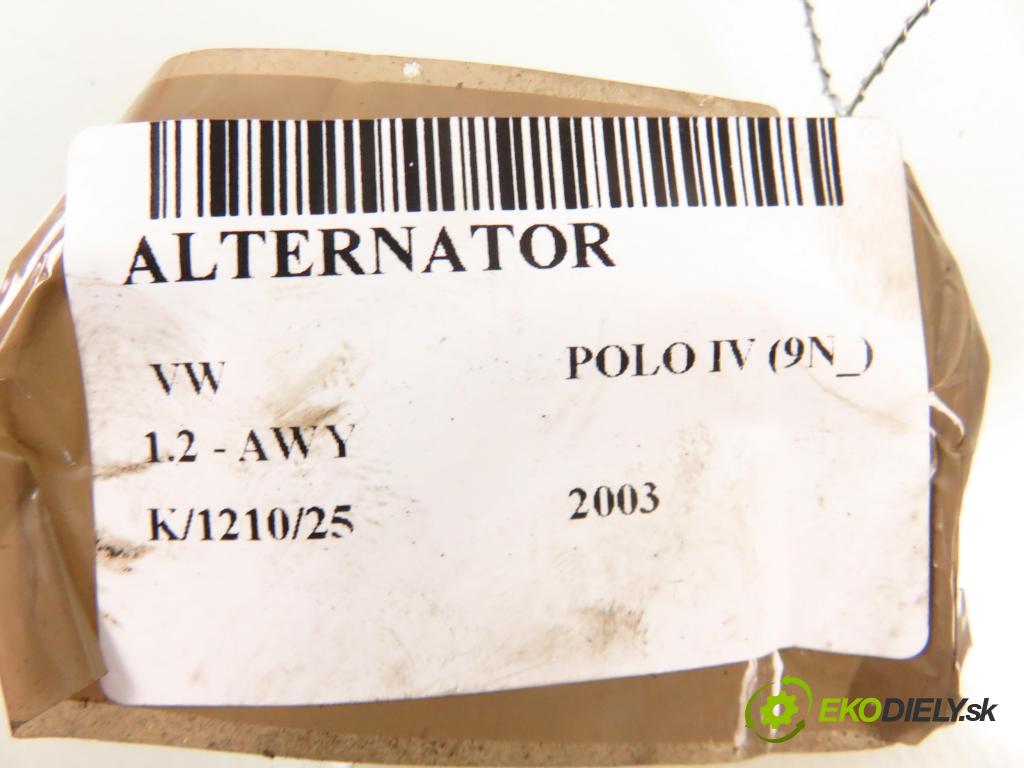 ALTERNATOR
VW POLO IV (9N_)
1.2 - AWY
K/1210/25 2003
EKODIELY.sk